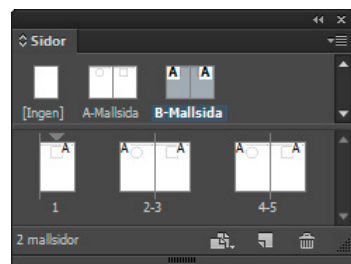 Sidor
A A
[Ingen] A-Mallsida B-Mallsida
A A A A A
1 2-3 4-5
2 mallsidor